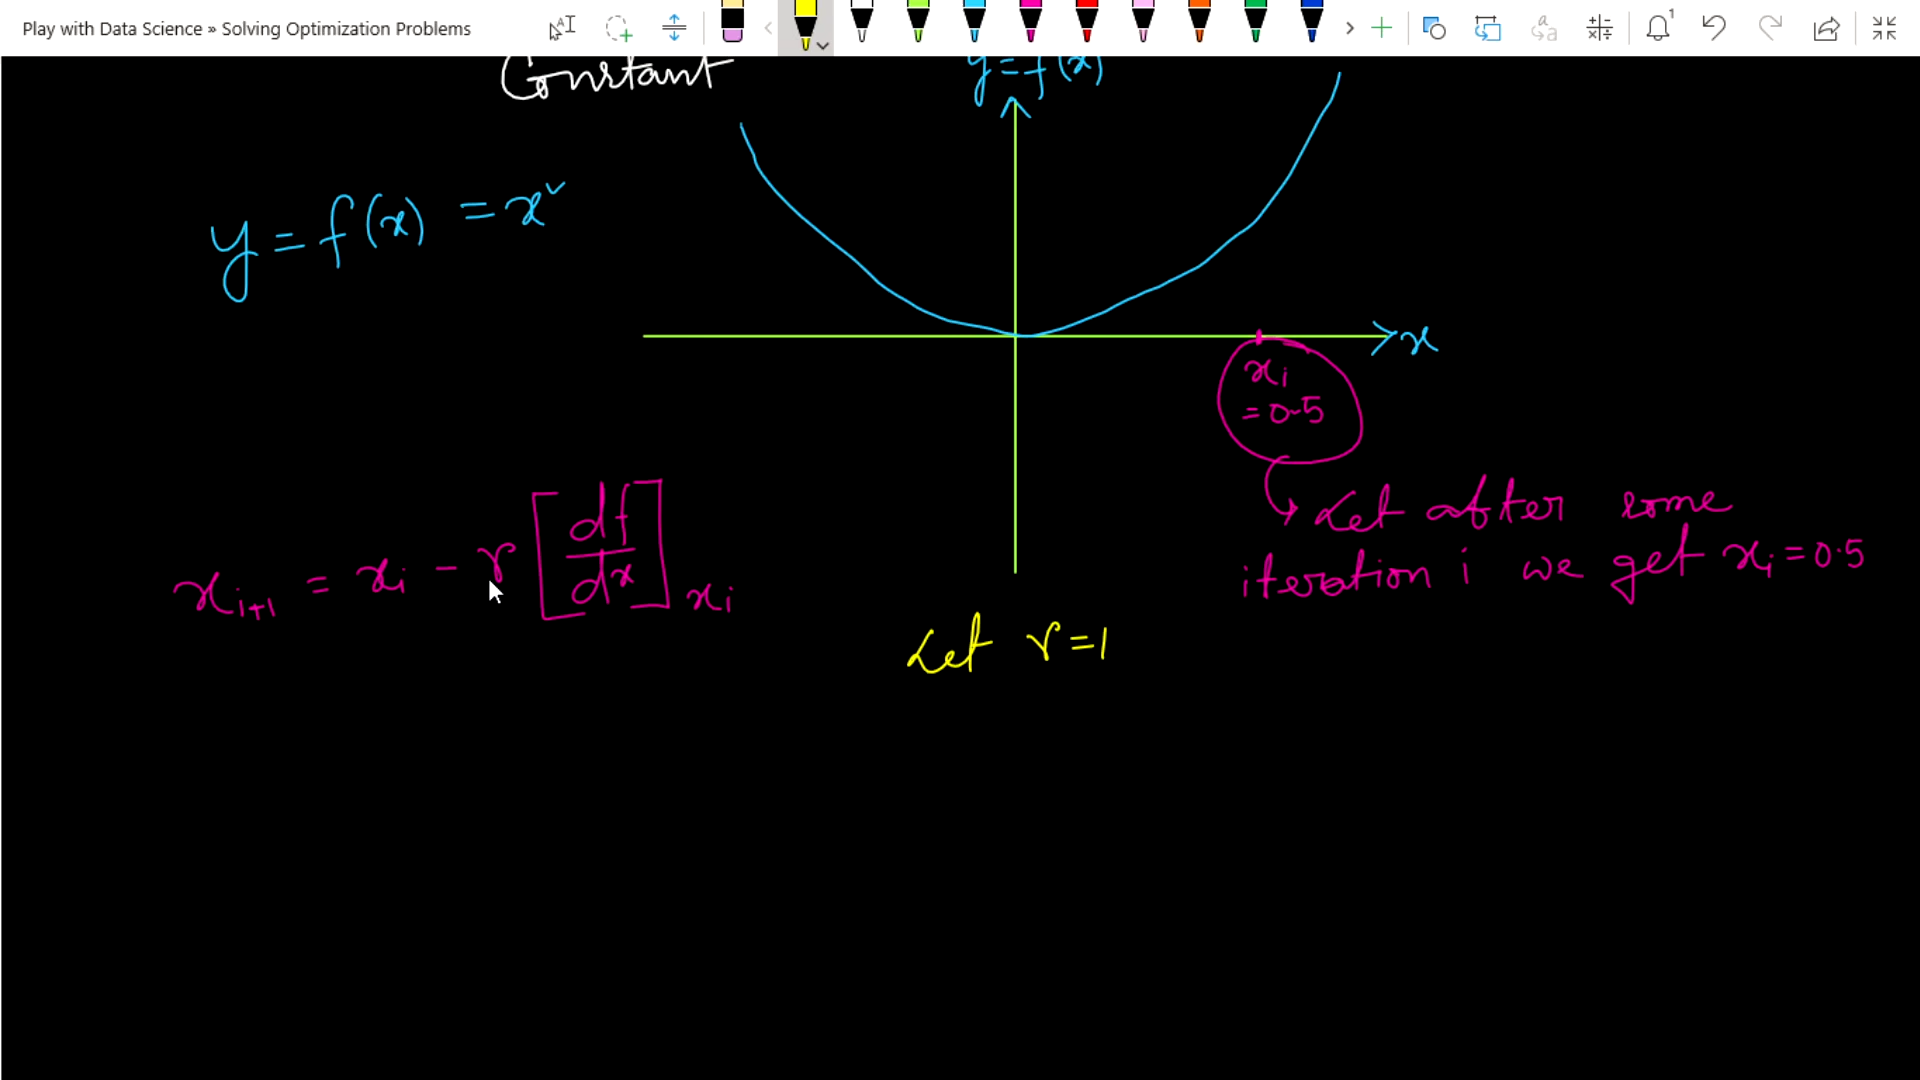 Play with Data Science » Solving Optimization Problems
Constant
y = f(x)
y = f(x) = x²
x
xᵢ
= 0.5
Let after some
iteration i we get xᵢ = 0.5
xᵢ₊₁ = xᵢ - r [df/dx]xᵢ
Let r = 1